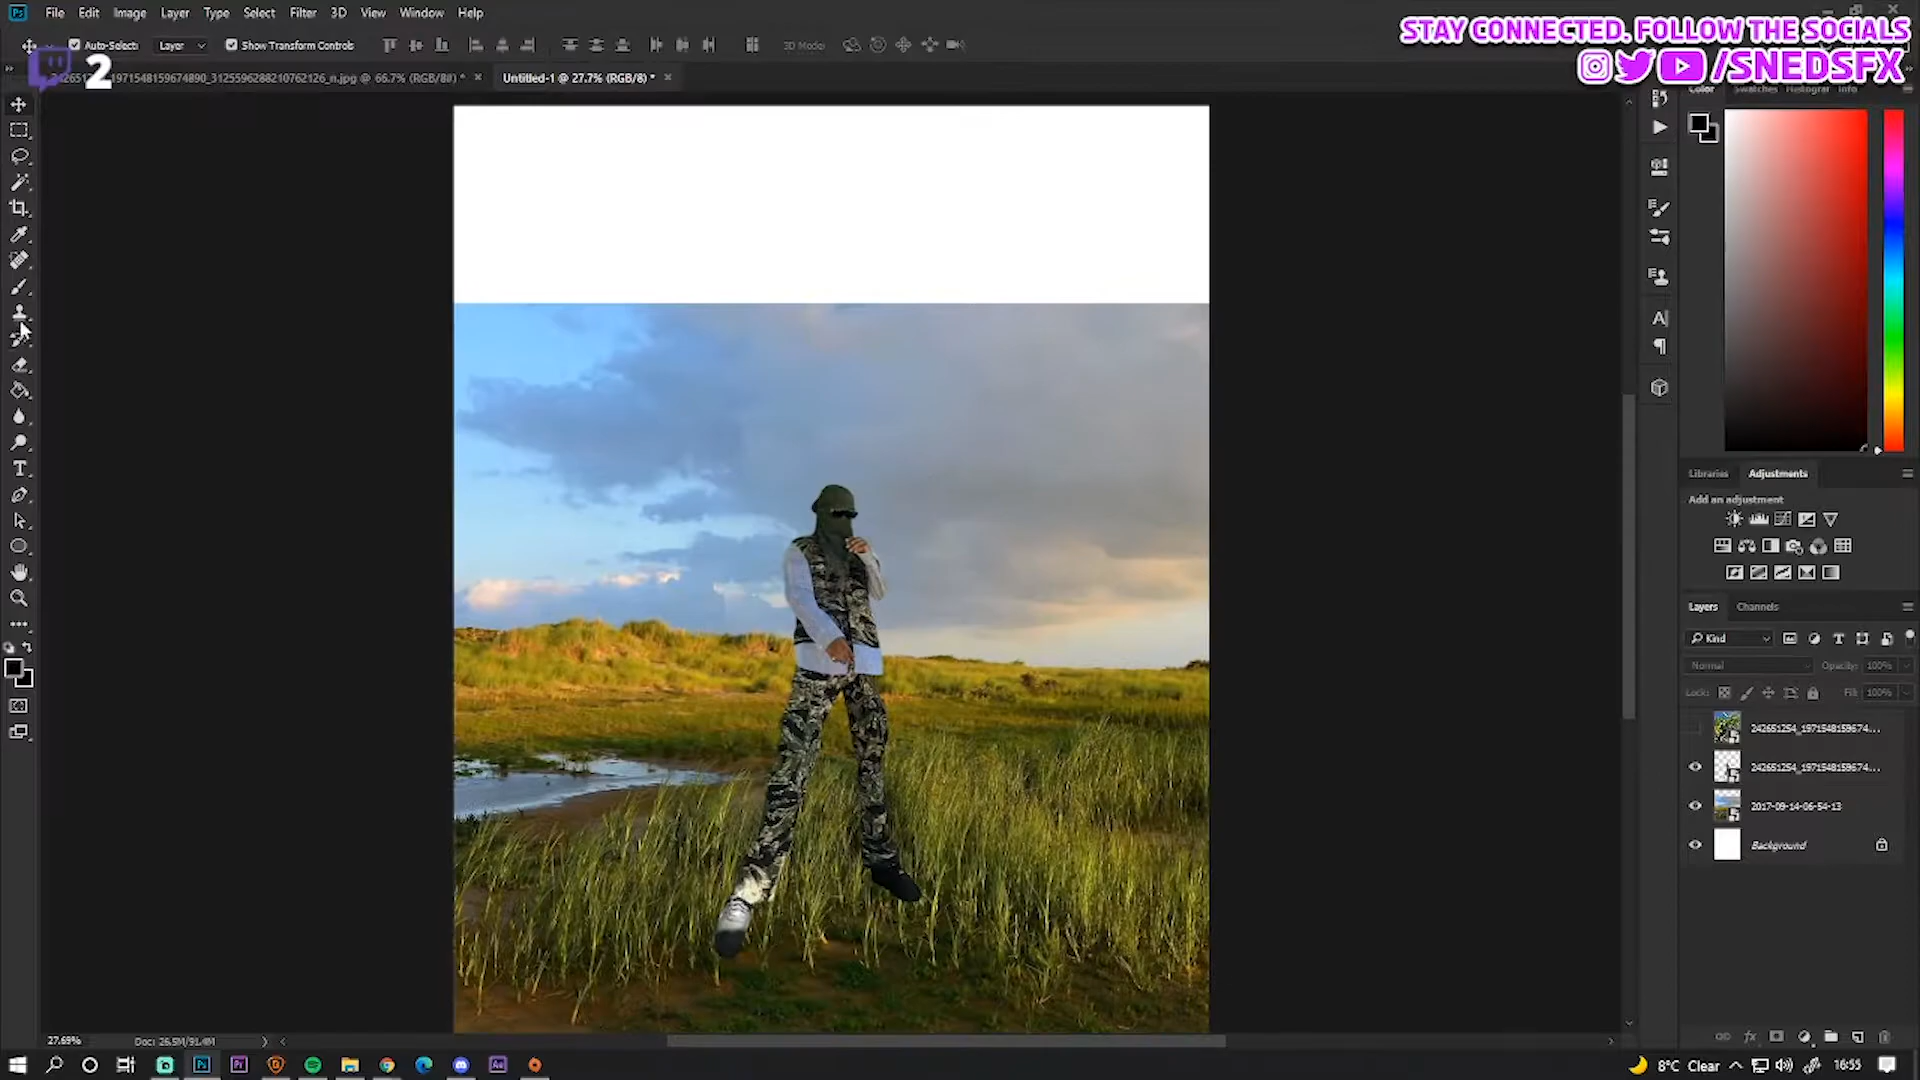 File Edit Image Layer Type Select Filter 3D View Window Help
STAY CONNECTED. FOLLOW THE SOCIALS
Auto-Select: Layer Show Transform Controls 3D Mode:
/SNEDSFX
2
1971548159674890_3125596288210762126_n.jpg @ 66.7% (RGB/8#) * ×
Untitled-1 @ 27.7% (RGB/8) * ×
Color Swatches Histogram Info
Libraries Adjustments
Add an adjustment
Layers Channels
Kind
Normal Opacity: 100%
Lock: Fill: 100%
242651254_1971548159674...
242651254_1971548159674...
2017-09-14-06-54-13
Background
27.69% Doc: 26.5M/91.4M
8°C Clear 16:55